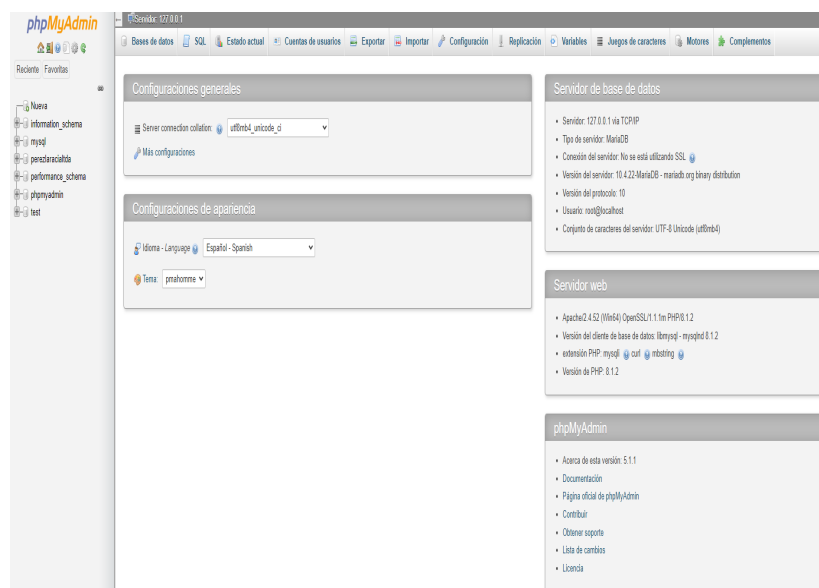 phpMyAdmin
Reciente Favoritas
Nueva
information_schema
mysql
perezlaracialtda
performance_schema
phpmyadmin
test
Servidor: 127.0.0.1
Bases de datos SQL Estado actual Cuentas de usuarios Exportar Importar Configuración Replicación Variables Juegos de caracteres Motores Complementos
Configuraciones generales
Server connection collation: utf8mb4_unicode_ci
Más configuraciones
Configuraciones de apariencia
Idioma - Language Español - Spanish
Tema: pmahomme
Servidor de base de datos
• Servidor: 127.0.0.1 via TCP/IP
• Tipo de servidor: MariaDB
• Conexión del servidor: No se está utilizando SSL
• Versión del servidor: 10.4.22-MariaDB - mariadb.org binary distribution
• Versión del protocolo: 10
• Usuario: root@localhost
• Conjunto de caracteres del servidor: UTF-8 Unicode (utf8mb4)
Servidor web
• Apache/2.4.52 (Win64) OpenSSL/1.1.1m PHP/8.1.2
• Versión del cliente de base de datos: libmysql - mysqlnd 8.1.2
• extensión PHP: mysqli curl mbstring
• Versión de PHP: 8.1.2
phpMyAdmin
• Acerca de esta versión: 5.1.1
• Documentación
• Página oficial de phpMyAdmin
• Contribuir
• Obtener soporte
• Lista de cambios
• Licencia